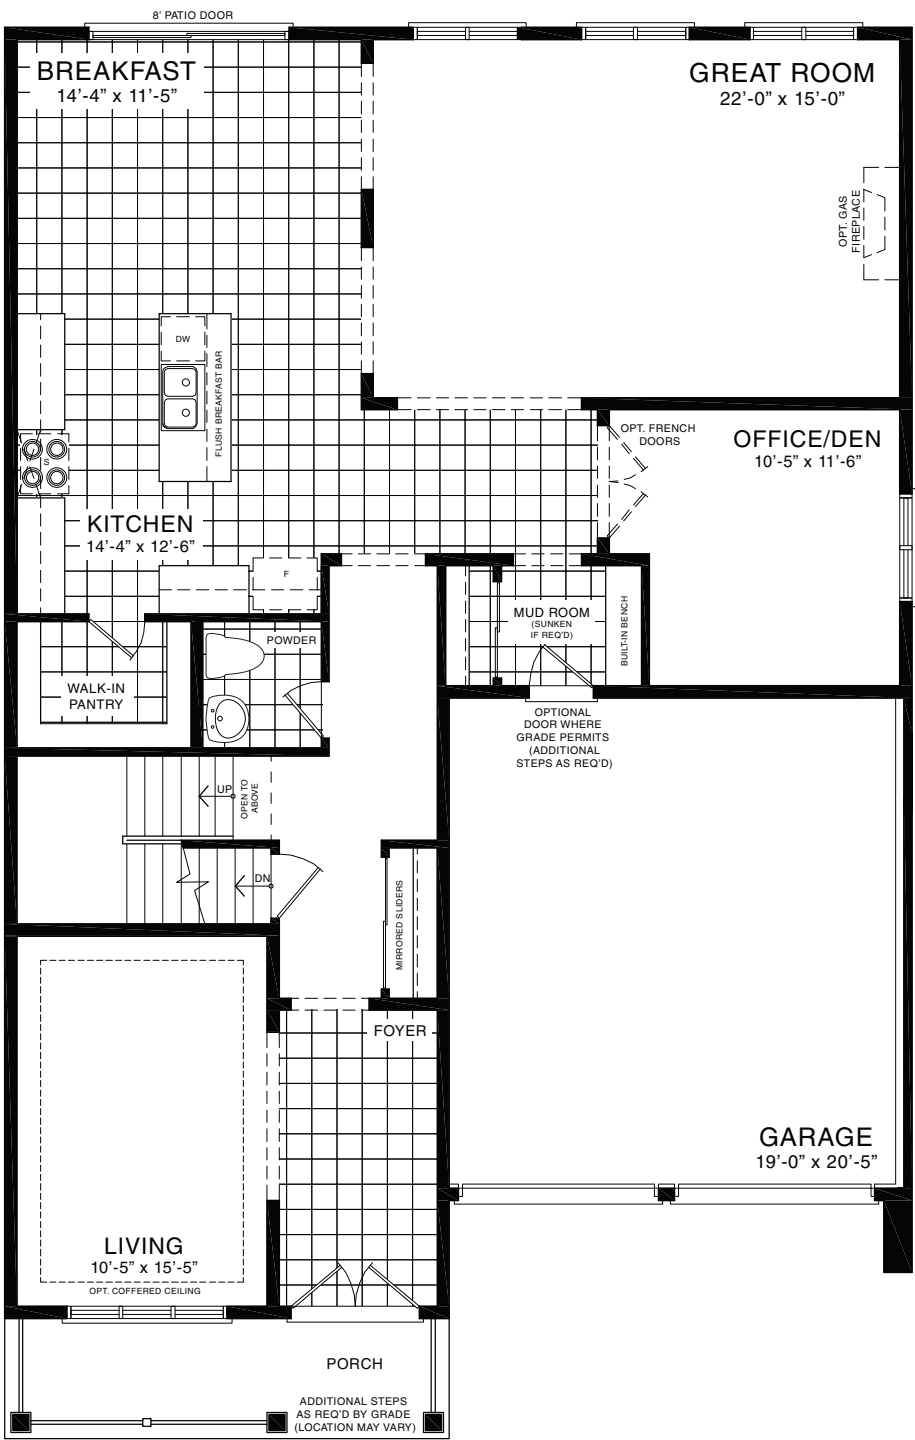 8' PATIO DOOR
BREAKFAST
14'-4" x 11'-5"
GREAT ROOM
22'-0" x 15'-0"
OPT. GAS
FIREPLACE
DW
FLUSH BREAKFAST BAR
S
OPT. FRENCH
DOORS
OFFICE/DEN
10'-5" x 11'-6"
KITCHEN
14'-4" x 12'-6"
F
MUD ROOM
(SUNKEN
IF REQ'D)
BUILT-IN BENCH
POWDER
WALK-IN
PANTRY
OPTIONAL
DOOR WHERE
GRADE PERMITS
(ADDITIONAL
STEPS AS REQ'D)
UP
OPEN TO
ABOVE
DN
MIRRORED SLIDERS
FOYER
GARAGE
19'-0" x 20'-5"
LIVING
10'-5" x 15'-5"
OPT. COFFERED CEILING
PORCH
ADDITIONAL STEPS
AS REQ'D BY GRADE
(LOCATION MAY VARY)